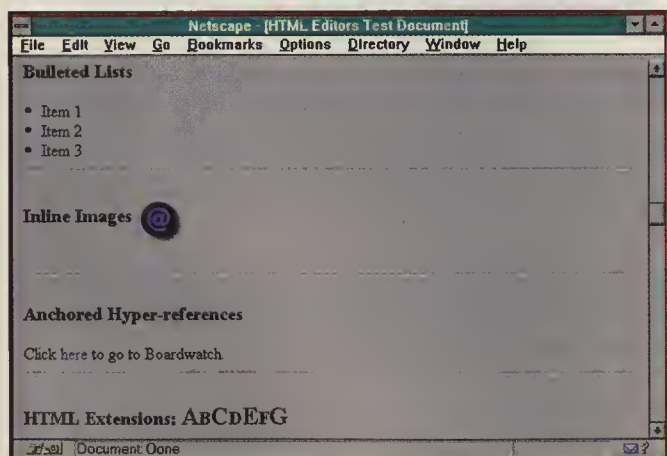 Netscape - [HTML Editors Test Document]
File Edit View Go Bookmarks Options Directory Window Help
Bulleted Lists
• Item 1
• Item 2
• Item 3
Inline Images @
Anchored Hyper-references
Click here to go to Boardwatch.
HTML Extensions: ABCDEFG
Document Done
?